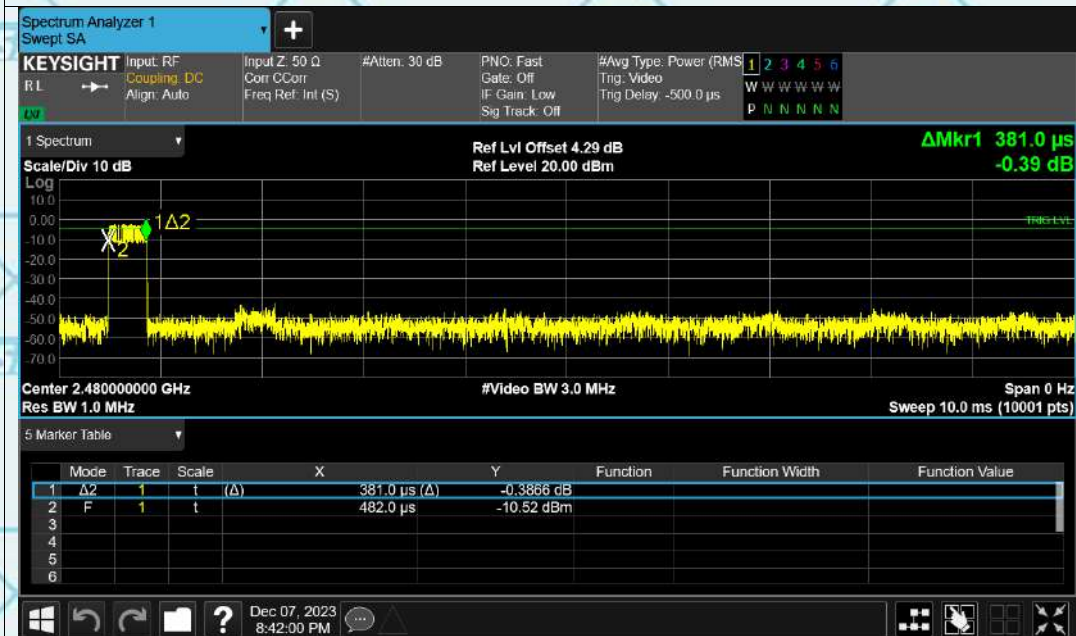 Spectrum Analyzer 1
Swept SA
+
KEYSIGHT
RL
LXI
Input: RF
Coupling: DC
Align: Auto
Input Z: 50 Ω
Corr CCorr
Freq Ref: Int (S)
#Atten: 30 dB
PNO: Fast
Gate: Off
IF Gain: Low
Sig Track: Off
#Avg Type: Power (RMS
Trig: Video
Trig Delay: -500.0 µs
1 2 3 4 5 6
W W W W W W
P N N N N N
1 Spectrum
Scale/Div 10 dB
Ref Lvl Offset 4.29 dB
Ref Level 20.00 dBm
ΔMkr1 381.0 µs
-0.39 dB
Log
10.0
0.00
-10.0
-20.0
-30.0
-40.0
-50.0
-60.0
-70.0
1Δ2
2
TRIG LVL
Center 2.480000000 GHz
Res BW 1.0 MHz
#Video BW 3.0 MHz
Span 0 Hz
Sweep 10.0 ms (10001 pts)
5 Marker Table
Mode Trace Scale X Y Function Function Width Function Value
1 Δ2 1 t (Δ) 381.0 µs (Δ) -0.3866 dB
2 F 1 t 482.0 µs -10.52 dBm
3
4
5
6
?
Dec 07, 2023
8:42:00 PM